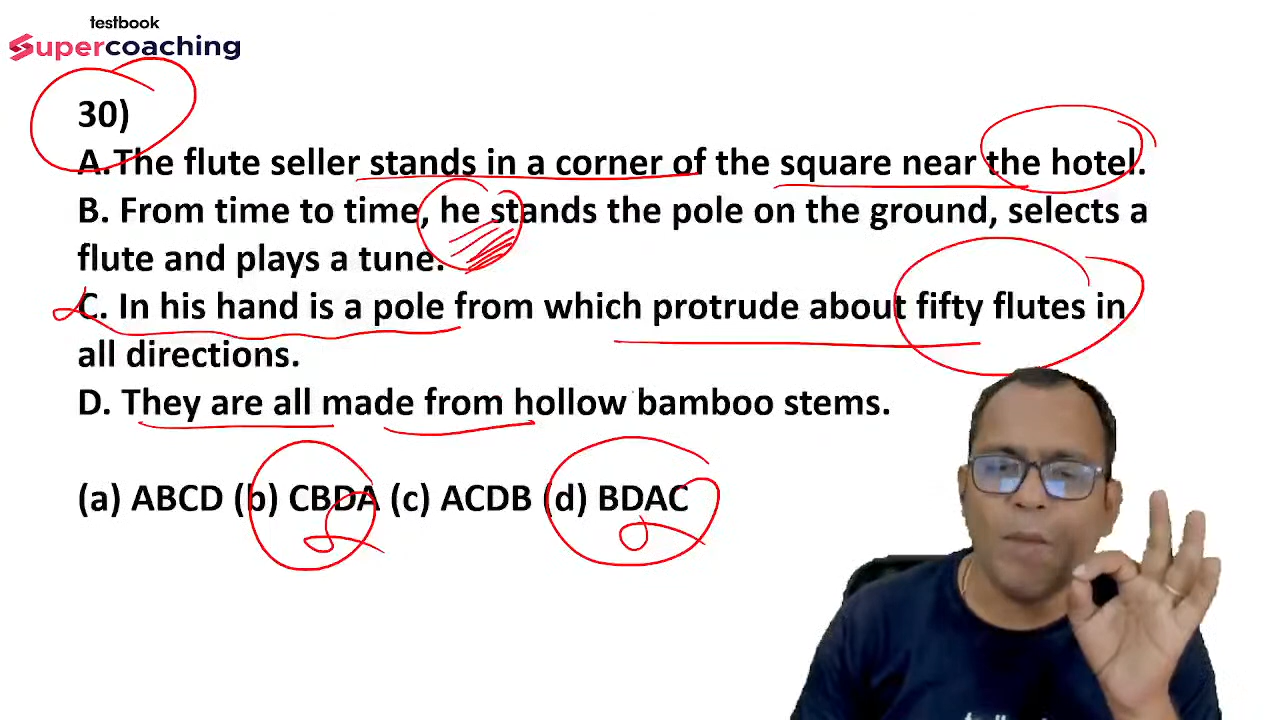 testbook
Supercoaching
30)
A.The flute seller stands in a corner of the square near the hotel.
B. From time to time, he stands the pole on the ground, selects a
flute and plays a tune.
C. In his hand is a pole from which protrude about fifty flutes in
all directions.
D. They are all made from hollow bamboo stems.
(a) ABCD (b) CBDA (c) ACDB (d) BDAC